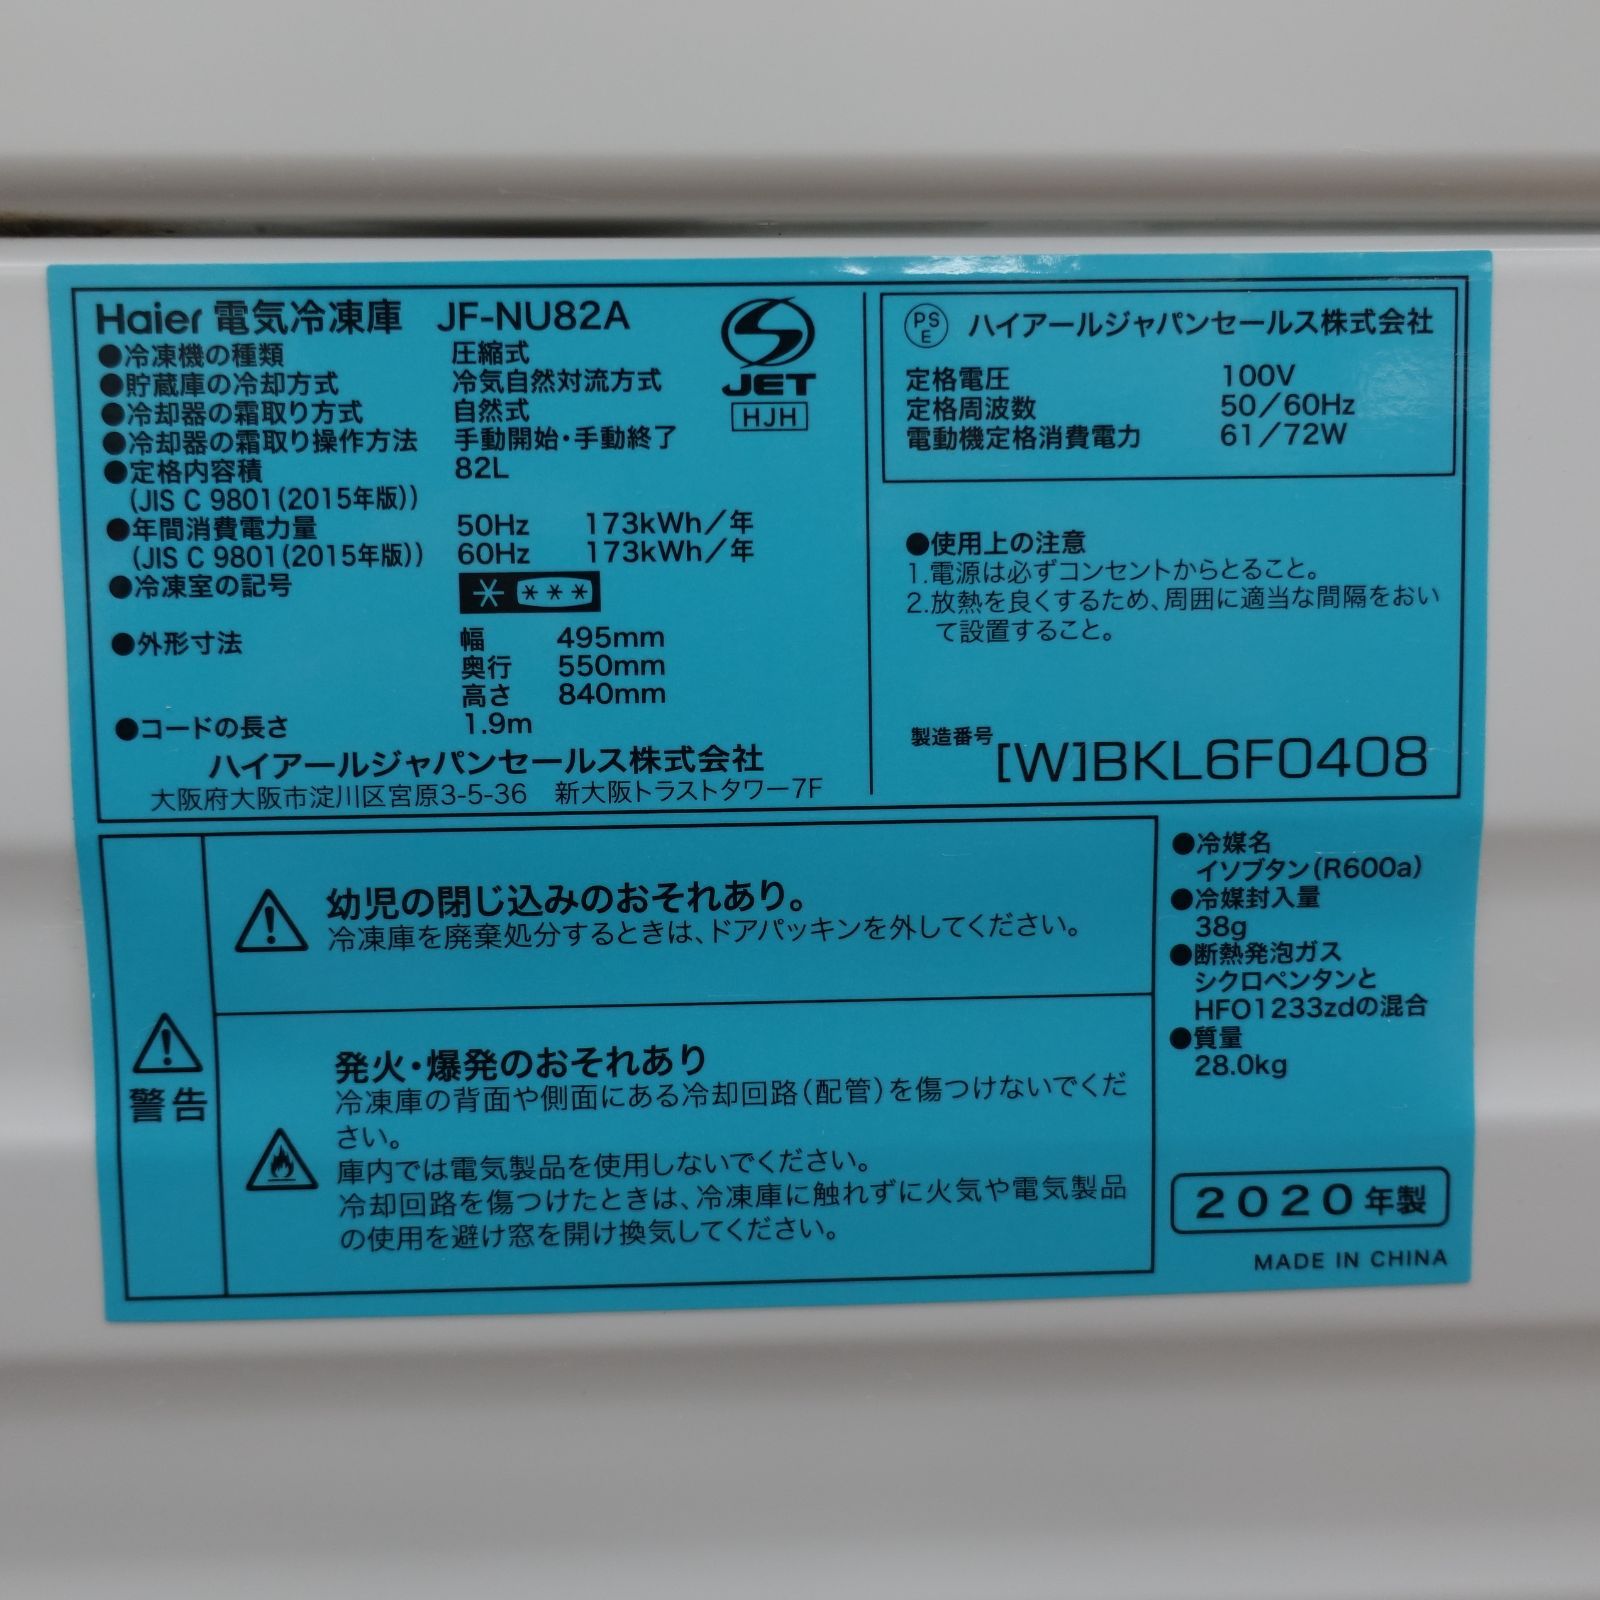 Haier 電気冷凍庫 JF-NU82A
●冷凍機の種類 圧縮式
●貯蔵庫の冷却方式 冷気自然対流方式
●冷却器の霜取り方式 自然式
●冷却器の霜取り操作方法 手動開始・手動終了
●定格内容積 82L
(JIS C 9801(2015年版))
●年間消費電力量 50Hz 173kWh／年
(JIS C 9801(2015年版)) 60Hz 173kWh／年
●冷凍室の記号 * ***
●外形寸法 幅 495mm
奥行 550mm
高さ 840mm
●コードの長さ 1.9m
ハイアールジャパンセールス株式会社
大阪府大阪市淀川区宮原3-5-36 新大阪トラストタワー7F
JET
HJH
PS
E
ハイアールジャパンセールス株式会社
定格電圧 100V
定格周波数 50／60Hz
電動機定格消費電力 61／72W
●使用上の注意
1.電源は必ずコンセントからとること。
2.放熱を良くするため、周囲に適当な間隔をおい
て設置すること。
製造番号 [W]BKL6F0408
警告
幼児の閉じ込みのおそれあり。
冷凍庫を廃棄処分するときは、ドアパッキンを外してください。
発火・爆発のおそれあり
冷凍庫の背面や側面にある冷却回路(配管)を傷つけないでくだ
さい。
庫内では電気製品を使用しないでください。
冷却回路を傷つけたときは、冷凍庫に触れずに火気や電気製品
の使用を避け窓を開け換気してください。
●冷媒名
イソブタン(R600a)
●冷媒封入量
38g
●断熱発泡ガス
シクロペンタンと
HFO1233zdの混合
●質量
28.0kg
2020年製
MADE IN CHINA